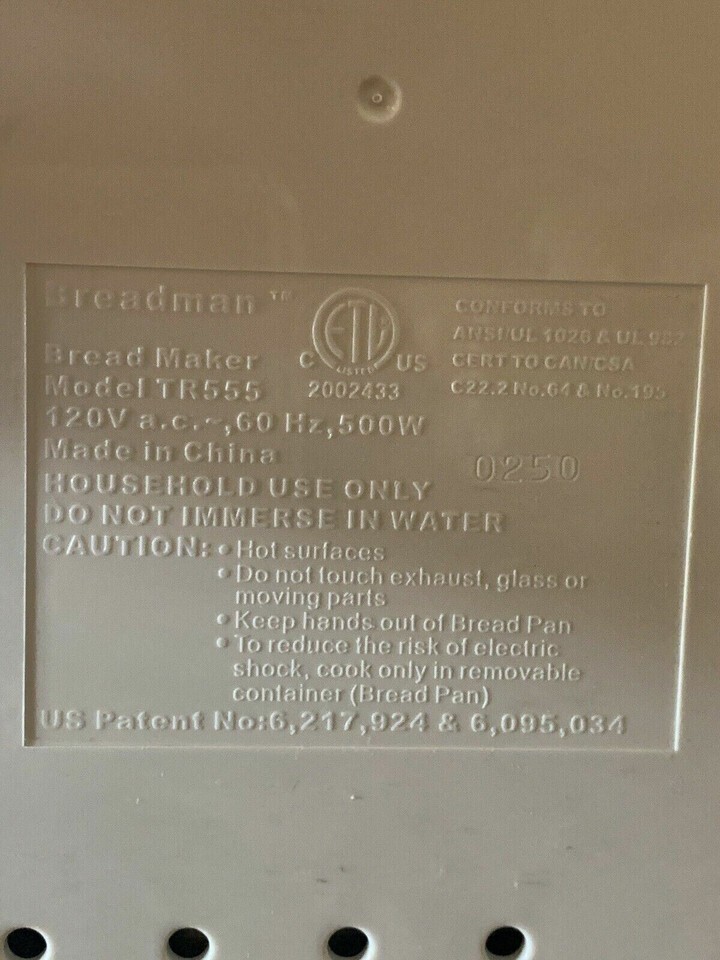 Breadman ™
ETL
C LISTED US
2002433
CONFORMS TO
ANSI/UL 1026 & UL 982
CERT TO CAN/CSA
C22.2 No.64 & No.195
Bread Maker
Model TR555
120V a.c.~,60 Hz,500W
Made in China
0250
HOUSEHOLD USE ONLY
DO NOT IMMERSE IN WATER
CAUTION: • Hot surfaces
• Do not touch exhaust, glass or
moving parts
• Keep hands out of Bread Pan
• To reduce the risk of electric
shock, cook only in removable
container (Bread Pan)
US Patent No:6,217,924 & 6,095,034